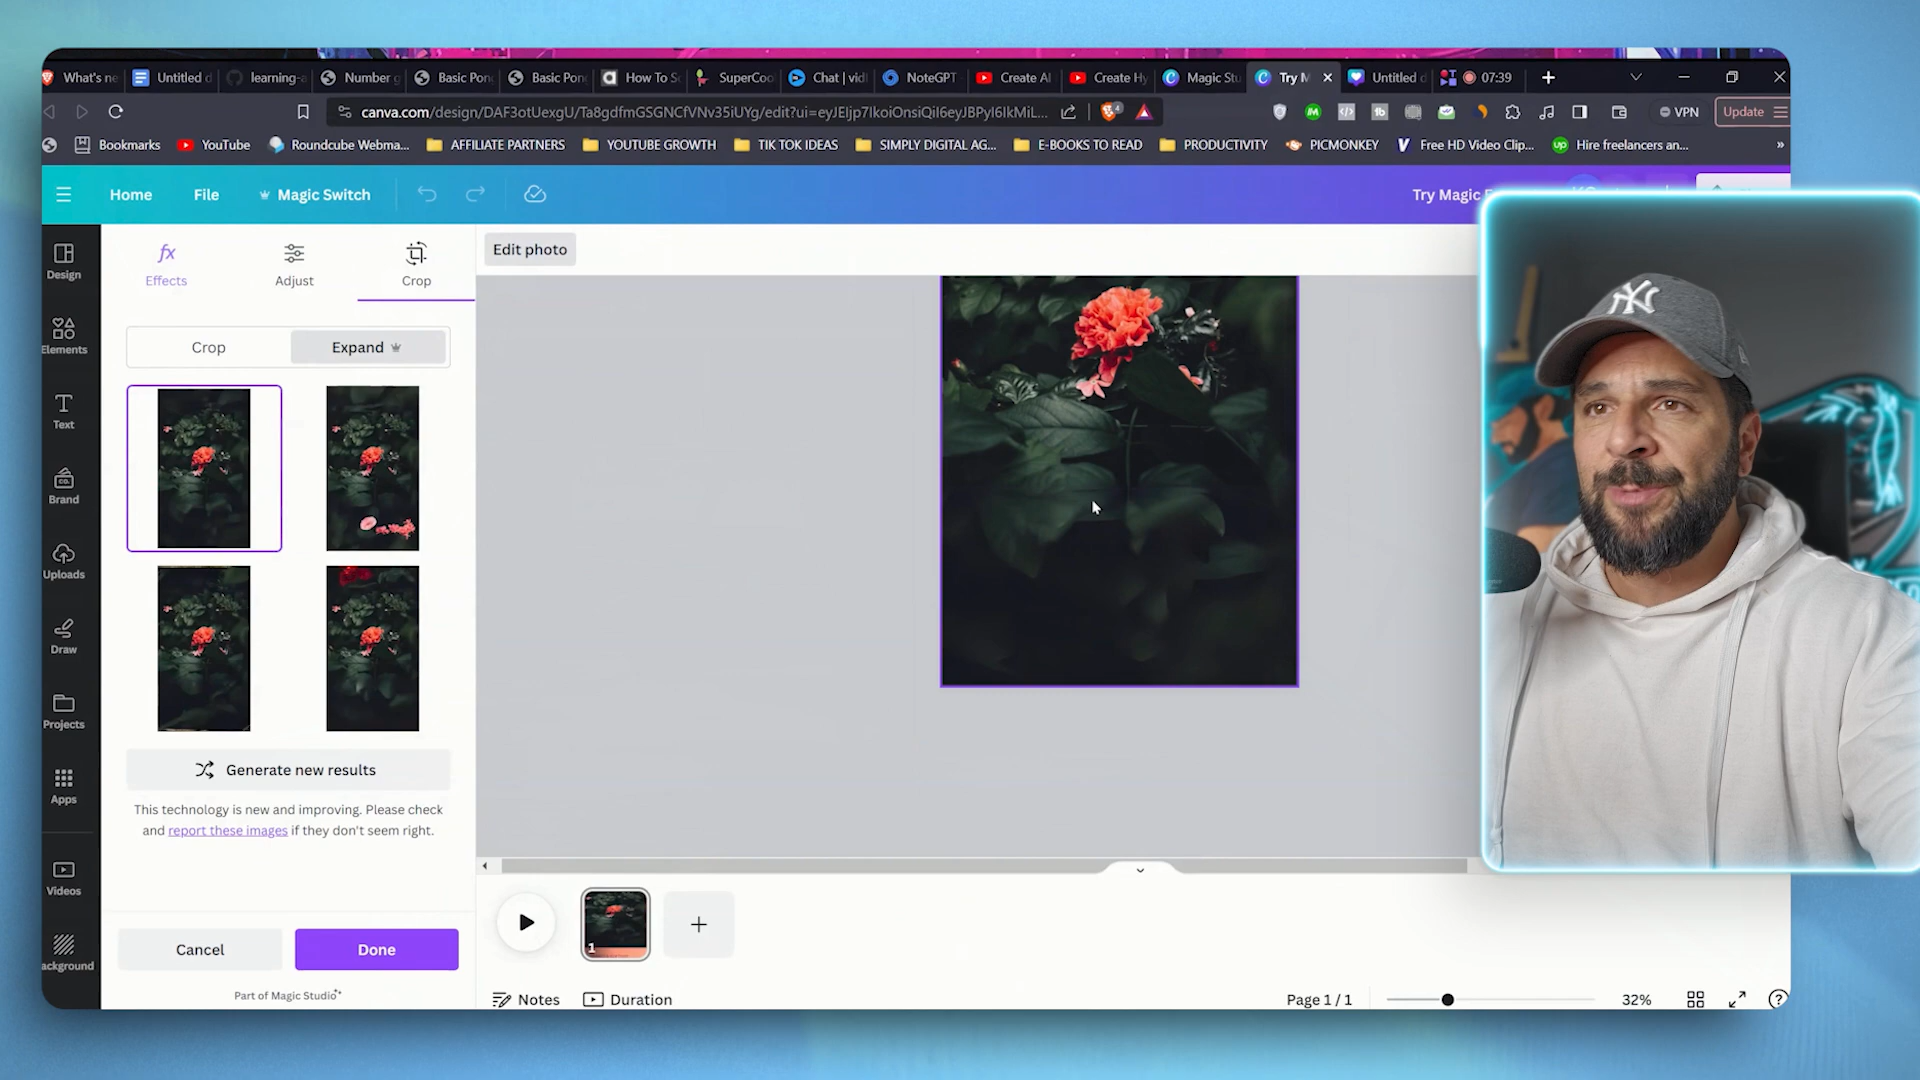 What's ne
Untitled d
learning-a
Number g
Basic Pon
Basic Pon
How To Sc
SuperCoo
Chat | vid
NoteGPT
Create AI
Create Hy
Magic Stu
Try M
Untitled d
07:39
canva.com/design/DAF3otUexgU/Ta8gdfmGSGNCfVNv35iUYg/edit?ui=eyJEIjp7IkoiOnsiQiI6eyJBPyI6IkMiL...
4
VPN
Update
Bookmarks
YouTube
Roundcube Webma...
AFFILIATE PARTNERS
YOUTUBE GROWTH
TIK TOK IDEAS
SIMPLY DIGITAL AG...
E-BOOKS TO READ
PRODUCTIVITY
PICMONKEY
Free HD Video Clip...
Hire freelancers an...
»
Home
File
Magic Switch
Try Magic
Design
Elements
Text
Brand
Uploads
Draw
Projects
Apps
Videos
ackground
fx
Effects
Adjust
Crop
Crop
Expand
Generate new results
This technology is new and improving. Please check
and report these images if they don't seem right.
Cancel
Done
Part of Magic Studio
Edit photo
1
Notes
Duration
Page 1 / 1
32%
NY